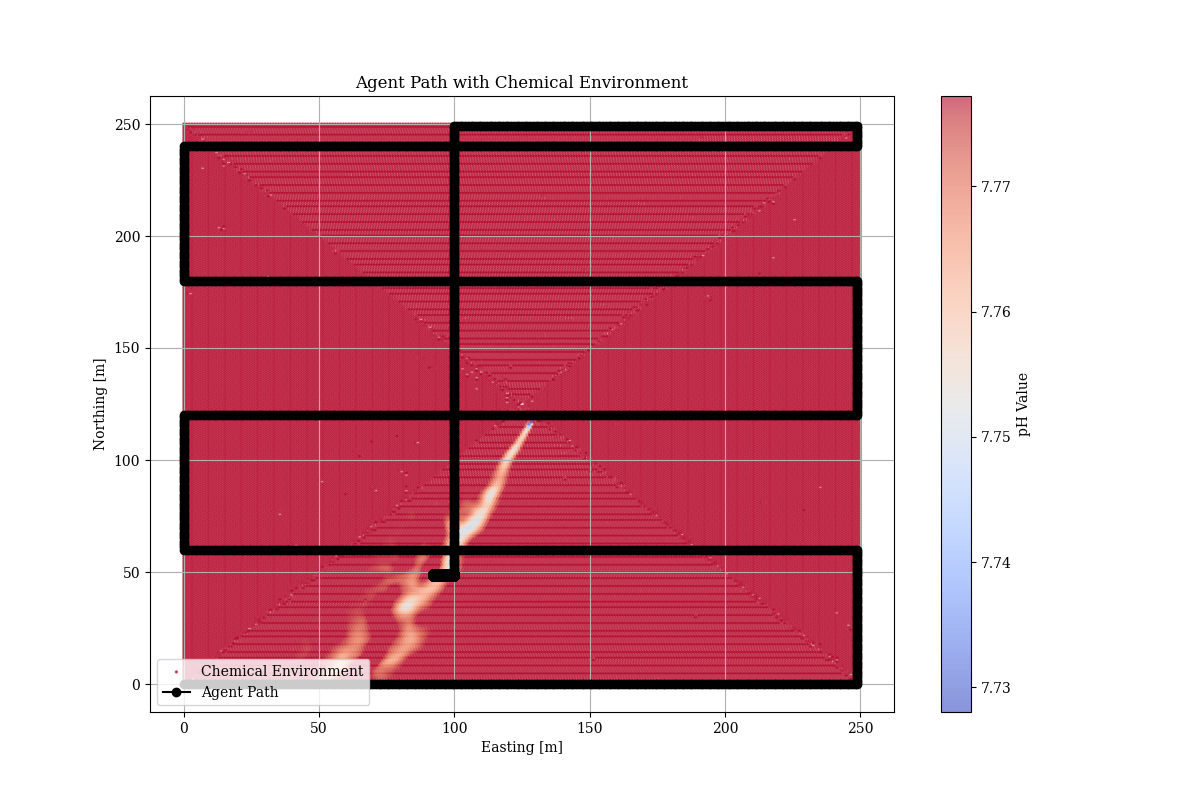 Agent Path with Chemical Environment
250
200
150
100
50
0
Northing [m]
Chemical Environment
Agent Path
0 50 100 150 200 250
Easting [m]
7.77
7.76
7.75
7.74
7.73
pH Value